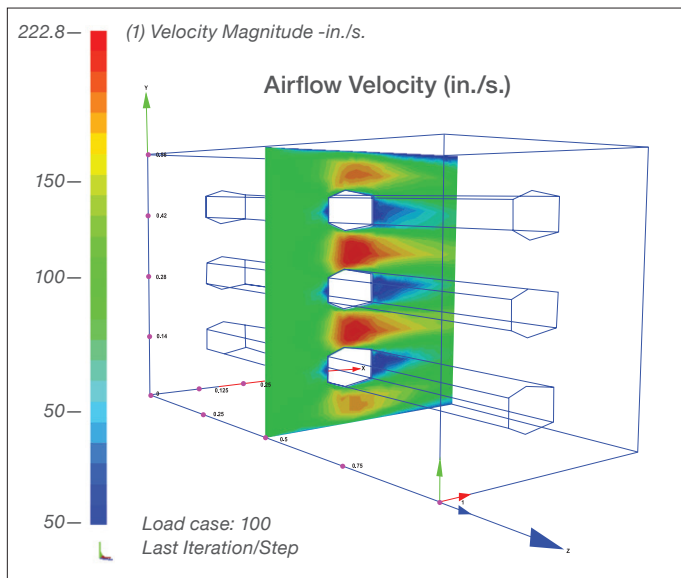 222.8—
(1) Velocity Magnitude -in./s.
Airflow Velocity (in./s.)
Y
0.56
150—
0.42
100—
0.28
0.14
X
0
0.125
0.25
0.25
50—
0.5
0.75
1
50—
Load case: 100
Z
Last Iteration/Step